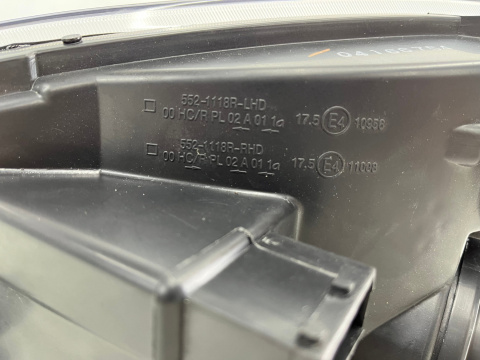 552-1118R-LHD
00 HC/R PL 02 A 01 1a 17.5 E4 10968
552-1118R-RHD
00 HC/R PL 02 A 01 1a 17.5 E4 11009